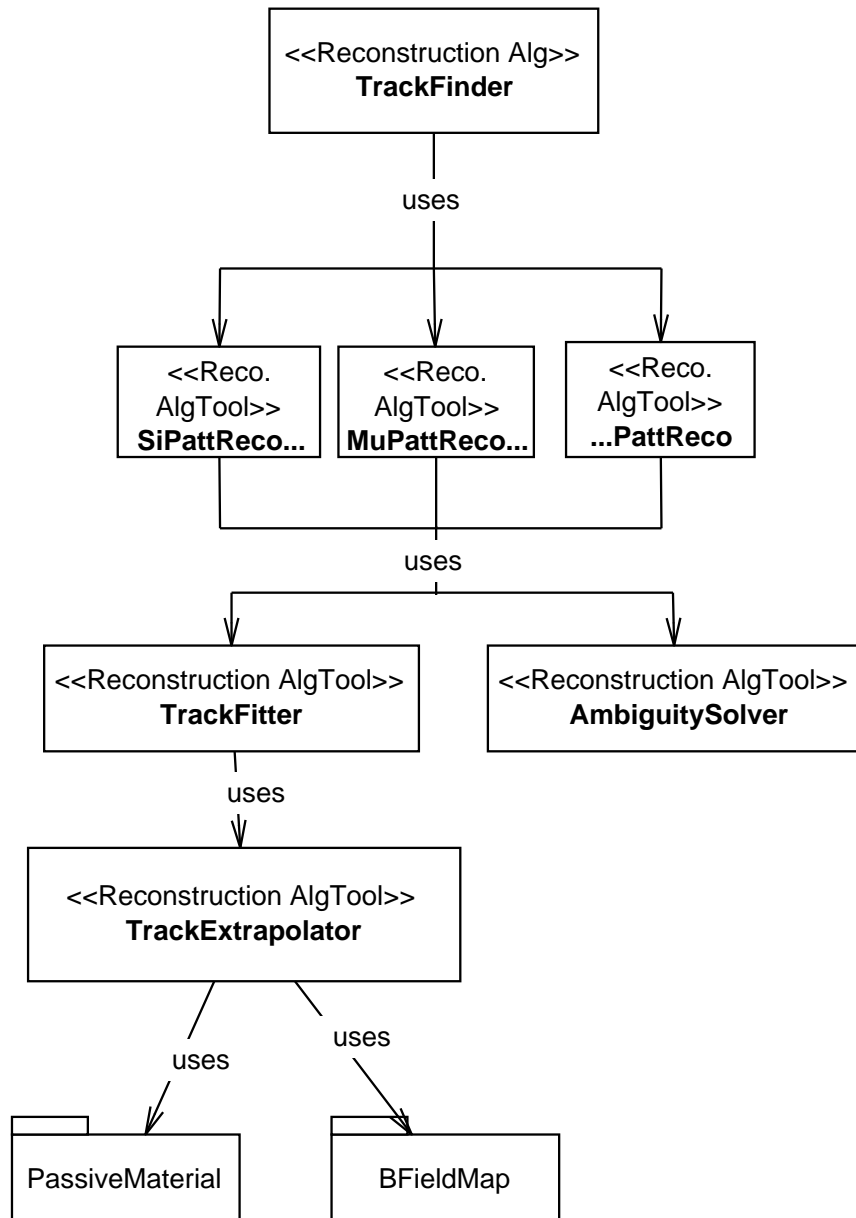 <<Reconstruction Alg>>
TrackFinder
uses
<<Reco.
AlgTool>>
SiPattReco...
<<Reco.
AlgTool>>
MuPattReco...
<<Reco.
AlgTool>>
...PattReco
uses
<<Reconstruction AlgTool>>
TrackFitter
<<Reconstruction AlgTool>>
AmbiguitySolver
uses
<<Reconstruction AlgTool>>
TrackExtrapolator
uses
uses
PassiveMaterial
BFieldMap